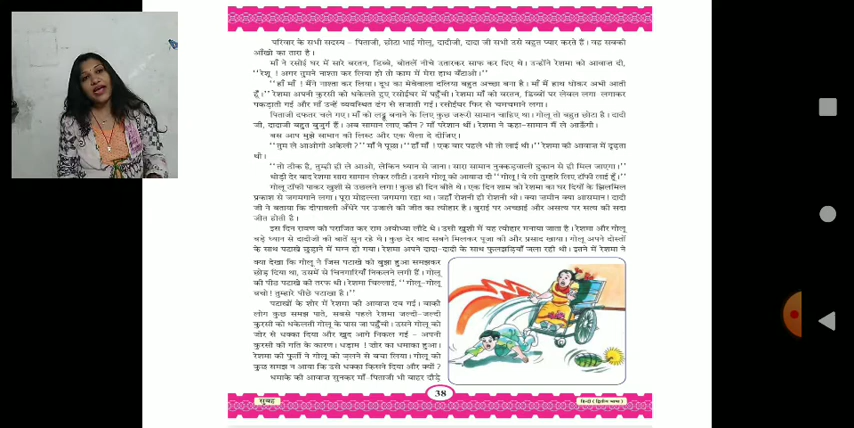 परिवार के सभी सदस्य – पिताजी, छोटा भाई गोलू, दादीजी, दादा जी सभी उसे बहुत प्यार करते हैं। वह सबकी
आँखों का तारा है।
माँ ने रसोई घर में सारे बरतन, डिब्बे, बोतलें नीचे उतारकर साफ कर दिए थे। उन्होंने रेशमा को आवाज़ दी,
"रेशू ! अगर तुमने नाश्ता कर लिया हो तो काम में मेरा हाथ बँटाओ।"
"हाँ माँ ! मैंने नाश्ता कर लिया। दूध का मेवेवाला दलिया बहुत अच्छा बना है। माँ मैं हाथ धोकर अभी आती
हूँ।" रेशमा अपनी कुरसी को धकेलते हुए रसोईघर में पहुँची। रेशमा माँ को बरतन, डिब्बों पर लेबल लगा लगाकर
पकड़ाती गई और माँ उन्हें व्यवस्थित ढंग से सजाती गई। रसोईघर फिर से चमचमाने लगा।
पिताजी दफ्तर चले गए। माँ को लड्डू बनाने के लिए कुछ जरूरी सामान चाहिए था। गोलू तो बहुत छोटा है। दादी
जी, दादाजी बहुत बुजुर्ग हैं। अब सामान लाए कौन? माँ परेशान थीं। रेशमा ने कहा–सामान मैं ले आऊँगी।
बस आप मुझे सामान की लिस्ट और एक थैला दे दीजिए।
"तुम ले आओगी अकेली?" माँ ने पूछा। "हाँ माँ ! एक बार पहले भी तो लाई थी।" रेशमा की आवाज़ में दृढ़ता
थी।
"तो ठीक है, तुम्हीं ही ले आओ, लेकिन ध्यान से जाना। सारा सामान नुक्कड़वाली दुकान से ही मिल जाएगा।"
थोड़ी देर बाद रेशमा सारा सामान लेकर लौटी। उसने गोलू को आवाज़ दी "गोलू ! ये लो तुम्हारे लिए टॉफी लाई हूँ।"
गोलू टॉफी पाकर खुशी से उछलने लगा। कुछ ही दिन बीते थे। एक दिन शाम को रेशमा का घर दियों के झिलमिल
प्रकाश से जगमगाने लगा। पूरा मोहल्ला जगमगा रहा था। जहाँ रोशनी ही रोशनी थी। क्या ज़मीन क्या आसमान। दादी
जी ने बताया कि दीपावली अँधेरे पर उजाले की जीत का त्योहार है। बुराई पर अच्छाई और असत्य पर सत्य की सदा
जीत होती है।
इस दिन रावण को पराजित कर राम अयोध्या लौटे थे। उसी खुशी में यह त्योहार मनाया जाता है। रेशमा और गोलू
बड़े ध्यान से दादीजी की बातें सुन रहे थे। कुछ देर बाद सबने मिलकर पूजा की और प्रसाद खाया। गोलू अपने दोस्तों
के साथ पटाखे छुड़ाने में मग्न हो गया। रेशमा अपने दादा-दादी के साथ फुलझड़ियाँ जला रही थी। इतने में रेशमा ने
क्या देखा कि गोलू ने जिस पटाखे को बुझा हुआ समझकर
छोड़ दिया था, उसमें से चिनगारियाँ निकलने लगी हैं। गोलू
की पीठ पटाखे की तरफ थी। रेशमा चिल्लाई, "गोलू–गोलू
बचो ! तुम्हारे पीछे पटाखा है।"
पटाखों के शोर में रेशमा की आवाज़ दब गई। बाकी
लोग कुछ समझ पाते, सबसे पहले रेशमा जल्दी-जल्दी
कुरसी को धकेलती गोलू के पास जा पहुँची। उसने गोलू को
जोर से धक्का दिया और खुद आगे निकल गई – अपनी
कुरसी की गति के कारण। धड़ाम ! जोर का धमाका हुआ।
रेशमा की फुर्ती ने गोलू को जलने से बचा लिया। गोलू को
कुछ समझ न आया कि उसे धक्का किसने दिया और क्यों?
धमाके की आवाज़ सुनकर माँ-पिताजी भी बाहर दौड़े
सुबह
38
हिन्दी (द्वितीय भाषा)